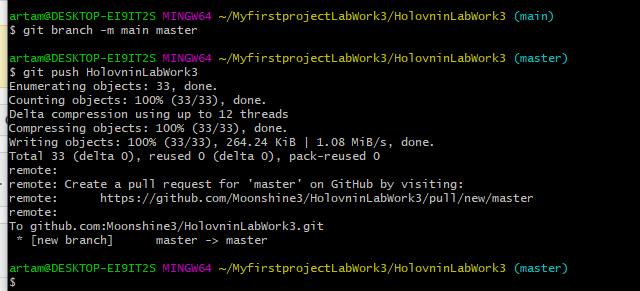 artam@DESKTOP-EI9IT2S MINGW64 ~/MyfirstprojectLabWork3/HolovninLabWork3 (main)
$ git branch -m main master
artam@DESKTOP-EI9IT2S MINGW64 ~/MyfirstprojectLabWork3/HolovninLabWork3 (master)
$ git push HolovninLabWork3
Enumerating objects: 33, done.
Counting objects: 100% (33/33), done.
Delta compression using up to 12 threads
Compressing objects: 100% (33/33), done.
Writing objects: 100% (33/33), 264.24 KiB | 1.08 MiB/s, done.
Total 33 (delta 0), reused 0 (delta 0), pack-reused 0
remote:
remote: Create a pull request for 'master' on GitHub by visiting:
remote:      https://github.com/Moonshine3/HolovninLabWork3/pull/new/master
remote:
To github.com:Moonshine3/HolovninLabWork3.git
 * [new branch]      master -> master
artam@DESKTOP-EI9IT2S MINGW64 ~/MyfirstprojectLabWork3/HolovninLabWork3 (master)
$